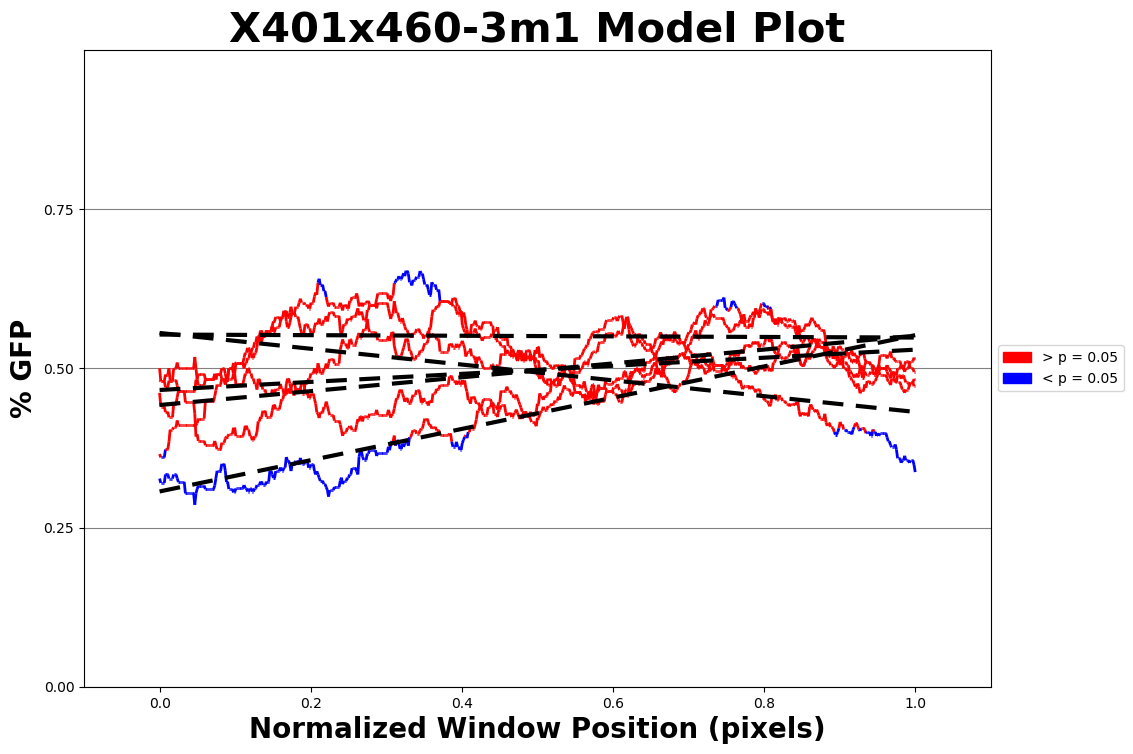 X401x460-3m1 Model Plot
% GFP
0.75
0.50
0.25
0.00
0.0 0.2 0.4 0.6 0.8 1.0
Normalized Window Position (pixels)
> p = 0.05
< p = 0.05